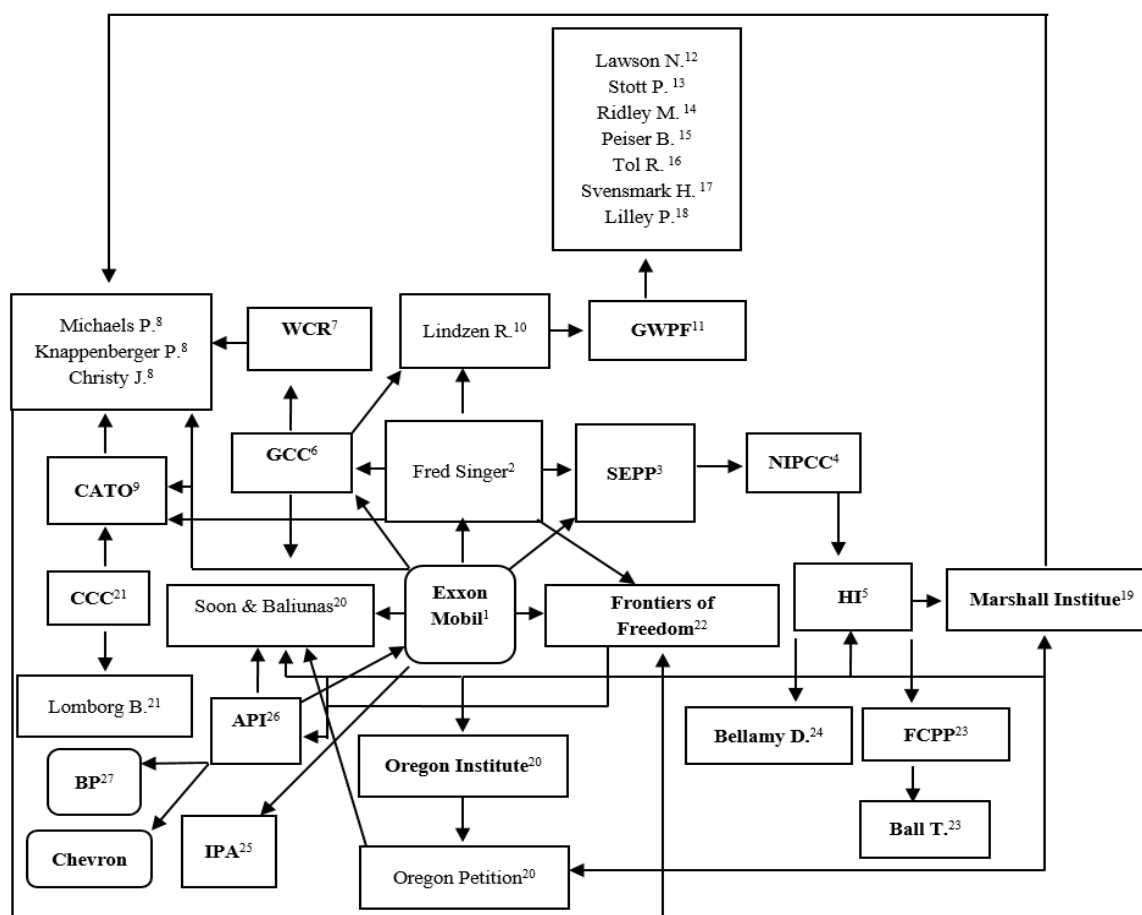 Lawson N.12
Stott P. 13
Ridley M. 14
Peiser B. 15
Tol R. 16
Svensmark H. 17
Lilley P.18
Michaels P.8
Knappenberger P.8
Christy J.8
WCR7
Lindzen R.10
GWPF11
GCC6
Fred Singer2
SEPP3
NIPCC4
CATO9
CCC21
Soon & Baliunas20
Exxon
Mobil1
Frontiers of
Freedom22
HI5
Marshall Institue19
Lomborg B.21
API26
Bellamy D.24
FCPP23
BP27
Oregon Institute20
Chevron
IPA25
Ball T.23
Oregon Petition20